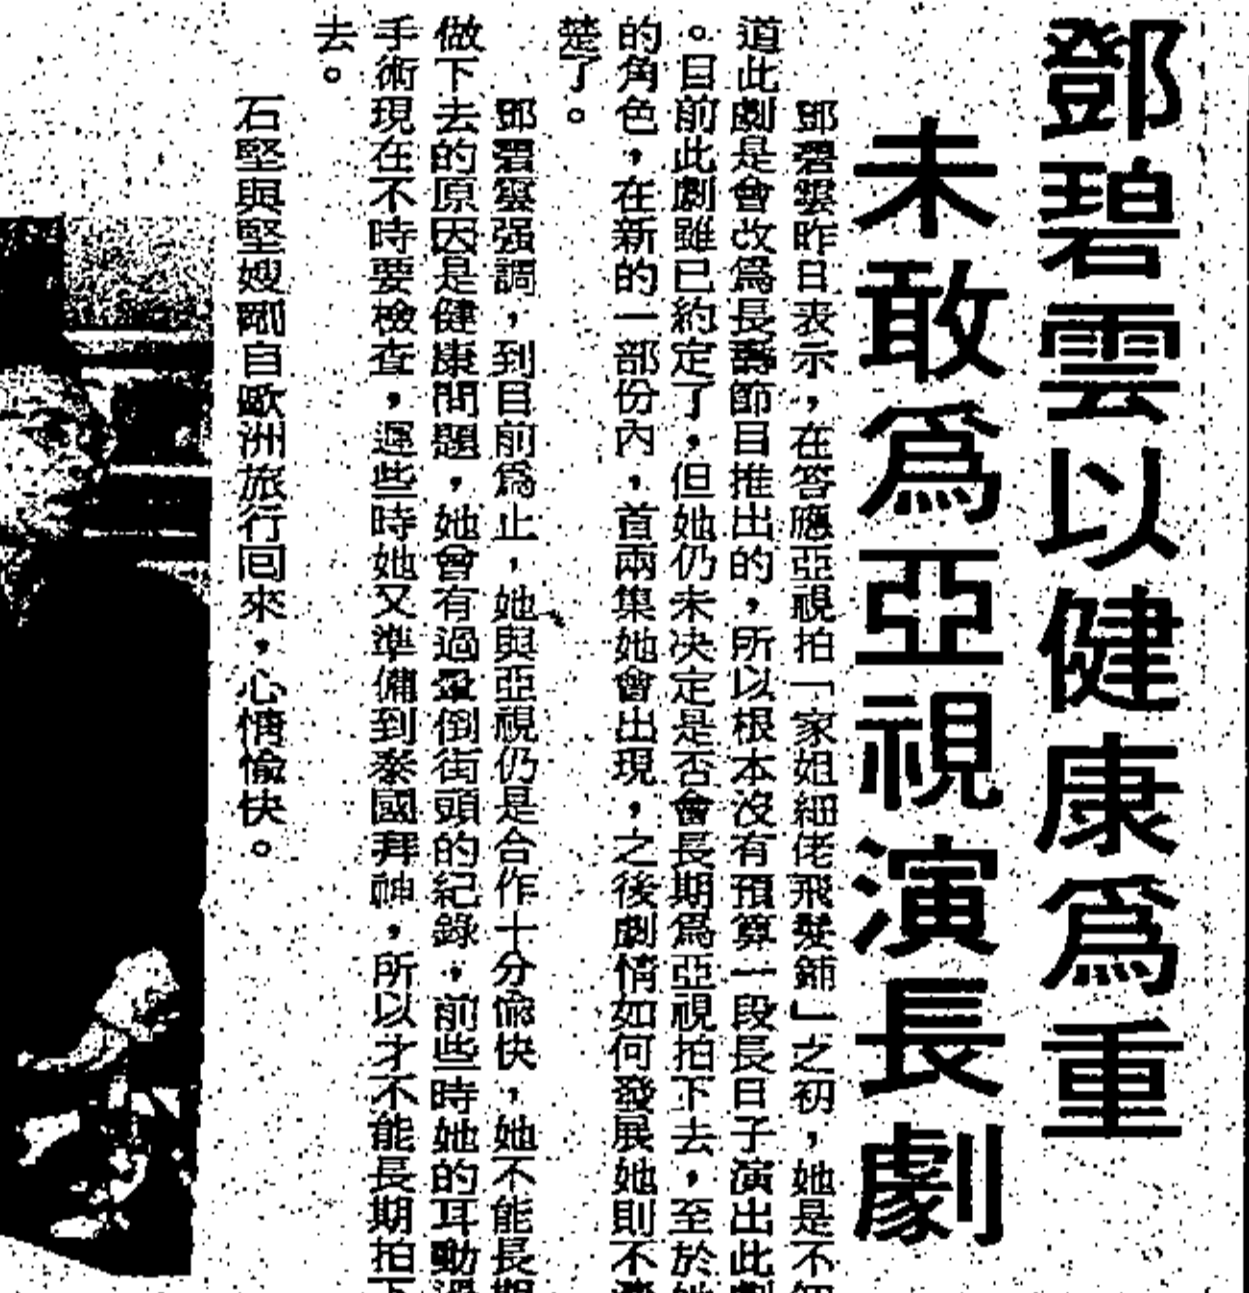 鄧碧雲以健康爲重
未敢爲亞視演長劇
鄧碧雲昨日表示，在答應亞視拍「家姐細佬飛髮鋪」之初，她是不知
道此劇是會改爲長壽節目推出的，所以根本沒有預算一段長日子演出此劇
。目前此劇雖已約定了，但她仍未決定是否會長期爲亞視拍下去，至於她
的角色，在新的一部份內，首兩集她會出現，之後劇情如何發展她則不清
楚了。
鄧碧雲强調，到目前爲止，她與亞視仍是合作十分愉快，她不能長期
做下去的原因是健康問題，她曾有過暈倒街頭的紀錄，前些時她的耳動過
手術現在不時要檢查，遲些時她又準備到泰國拜神，所以才不能長期拍下
去。
石堅與堅嫂剛自歐洲旅行回來，心情愉快。